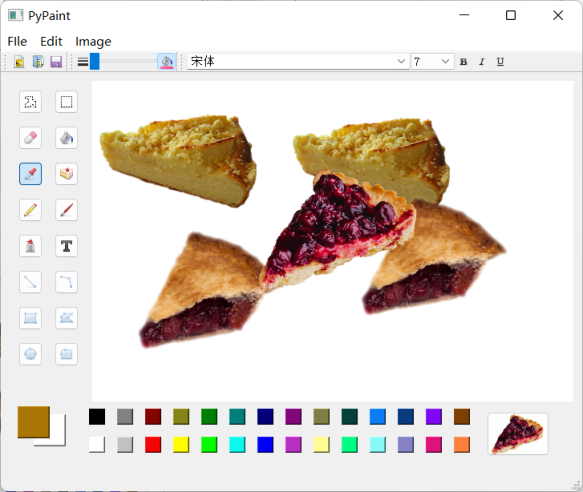 PyPaint
FIle Edit Image
宋体 7 B I U
T